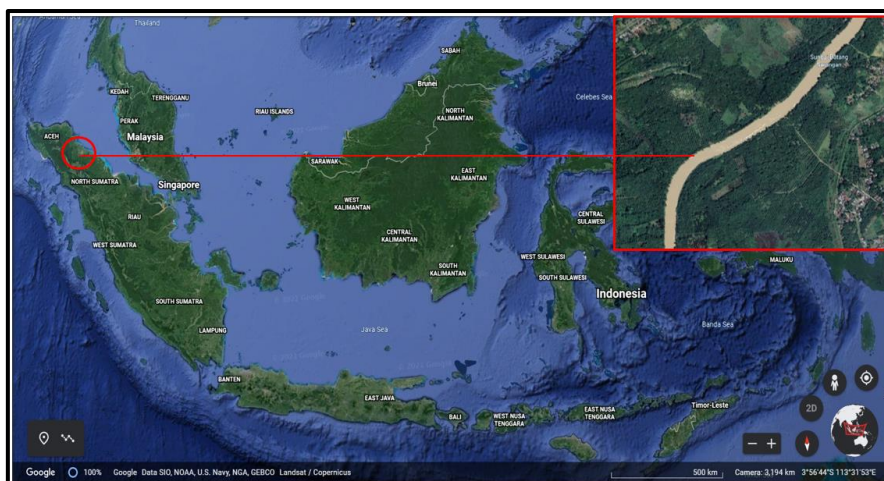 Thailand
SABAH
KEDAH
Brunei
TERENGGANU
RIAU ISLANDS
Celebes Sea
NORTH
KALIMANTAN
PERAK
ACEH
Malaysia
SARAWAK
EAST
KALIMANTAN
NORTH SUMATRA
Singapore
WEST
KALIMANTAN
RIAU
CENTRAL
SULAWESI
CENTRAL
KALIMANTAN
WEST SUMATRA
WEST SULAWESI
MALUKU
SOUTH
KALIMANTAN
SOUTH SULAWESI
SOUTH SUMATRA
Indonesia
LAMPUNG
Java Sea
Banda Sea
BANTEN
EAST JAVA
BALI
WEST NUSA
TENGGARA
EAST NUSA
TENGGARA
Timor-Leste
2D
Google 100% Google Data SIO, NOAA, U.S. Navy, NGA, GEBCO Landsat / Copernicus 500 km Camera: 3,194 km 3°56'44"S 113°31'53"E